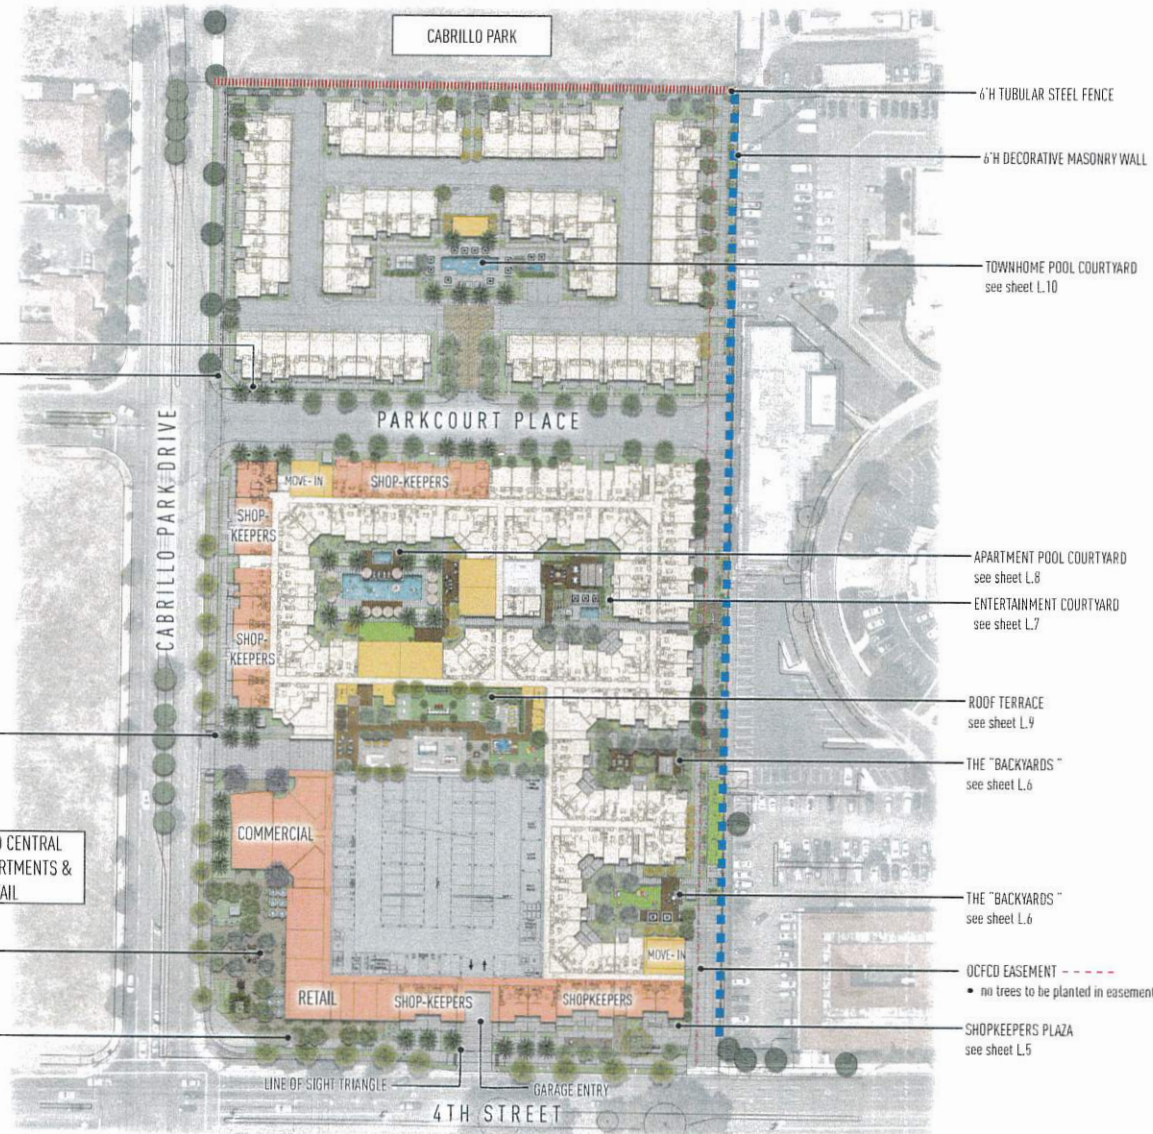 CABRILLO PARK
6'H TUBULAR STEEL FENCE
6'H DECORATIVE MASONRY WALL
TOWNHOME POOL COURTYARD
see sheet L.10
PARKCOURT PLACE
CABRILLO PARK DRIVE
MOVE-IN
SHOP-KEEPERS
SHOP-
KEEPERS
APARTMENT POOL COURTYARD
see sheet L.8
ENTERTAINMENT COURTYARD
see sheet L.7
SHOP-
KEEPERS
ROOF TERRACE
see sheet L.9
THE "BACKYARDS "
see sheet L.6
COMMERCIAL
CENTRAL
RTMENTS &
AIL
THE "BACKYARDS "
see sheet L.6
MOVE-IN
OCFCD EASEMENT
• no trees to be planted in easement
RETAIL
SHOP-KEEPERS
SHOPKEEPERS
SHOPKEEPERS PLAZA
see sheet L.5
LINE OF SIGHT TRIANGLE
GARAGE ENTRY
4TH STREET